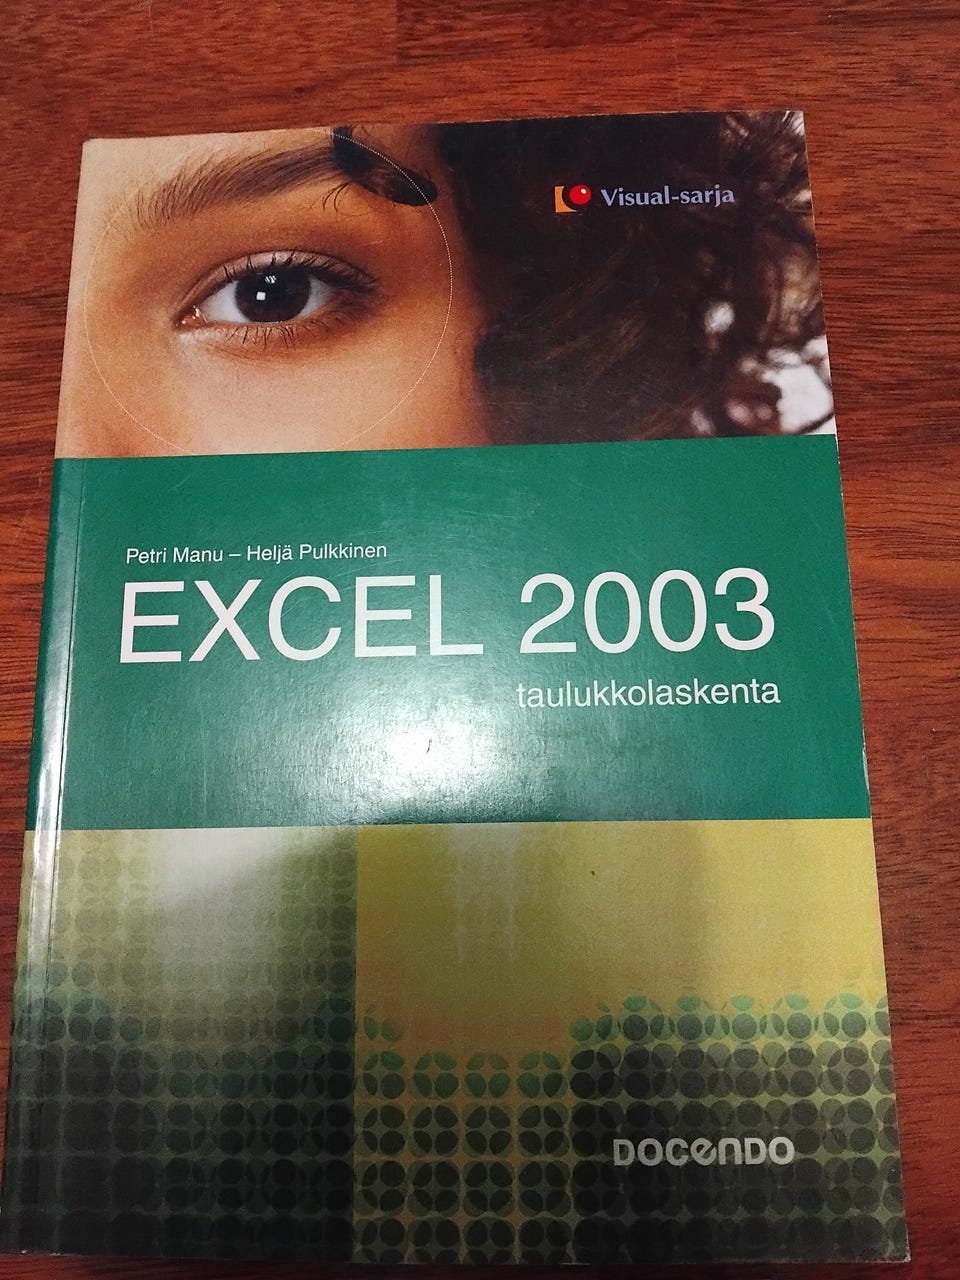 Visual-sarja
Petri Manu – Heljä Pulkkinen
EXCEL 2003
taulukkolaskenta
DOCENDO